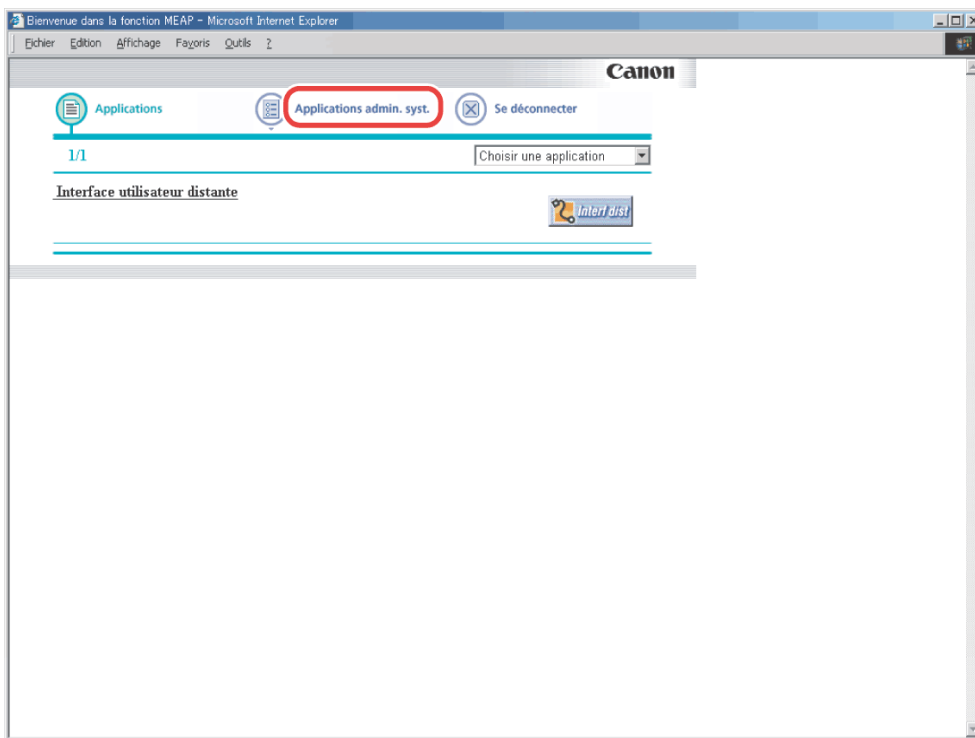 Bienvenue dans la fonction MEAP - Microsoft Internet Explorer
Fichier Edition Affichage Favoris Outils ?
Canon
Applications Applications admin. syst. Se déconnecter
1/1 Choisir une application
Interface utilisateur distante
Interf dist